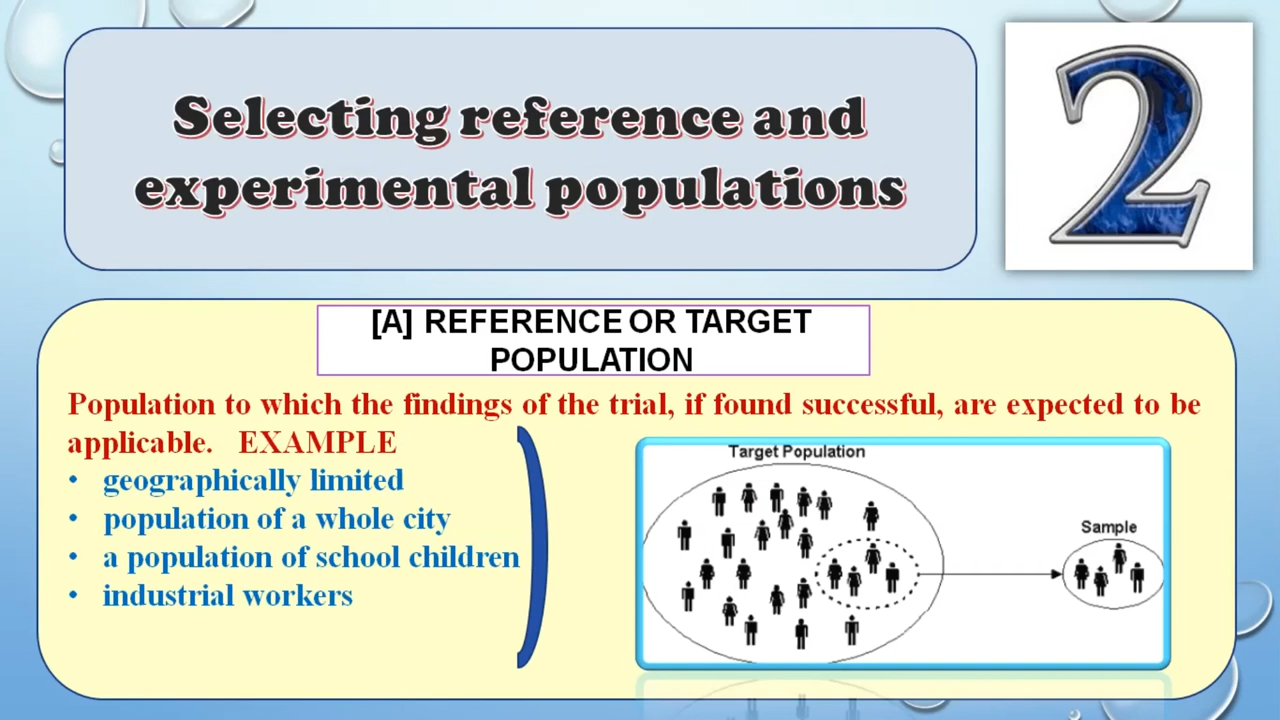 Selecting reference and
experimental populations
2
[A] REFERENCE OR TARGET
POPULATION
Population to which the findings of the trial, if found successful, are expected to be
applicable. EXAMPLE
• geographically limited
• population of a whole city
• a population of school children
• industrial workers
Target Population
Sample